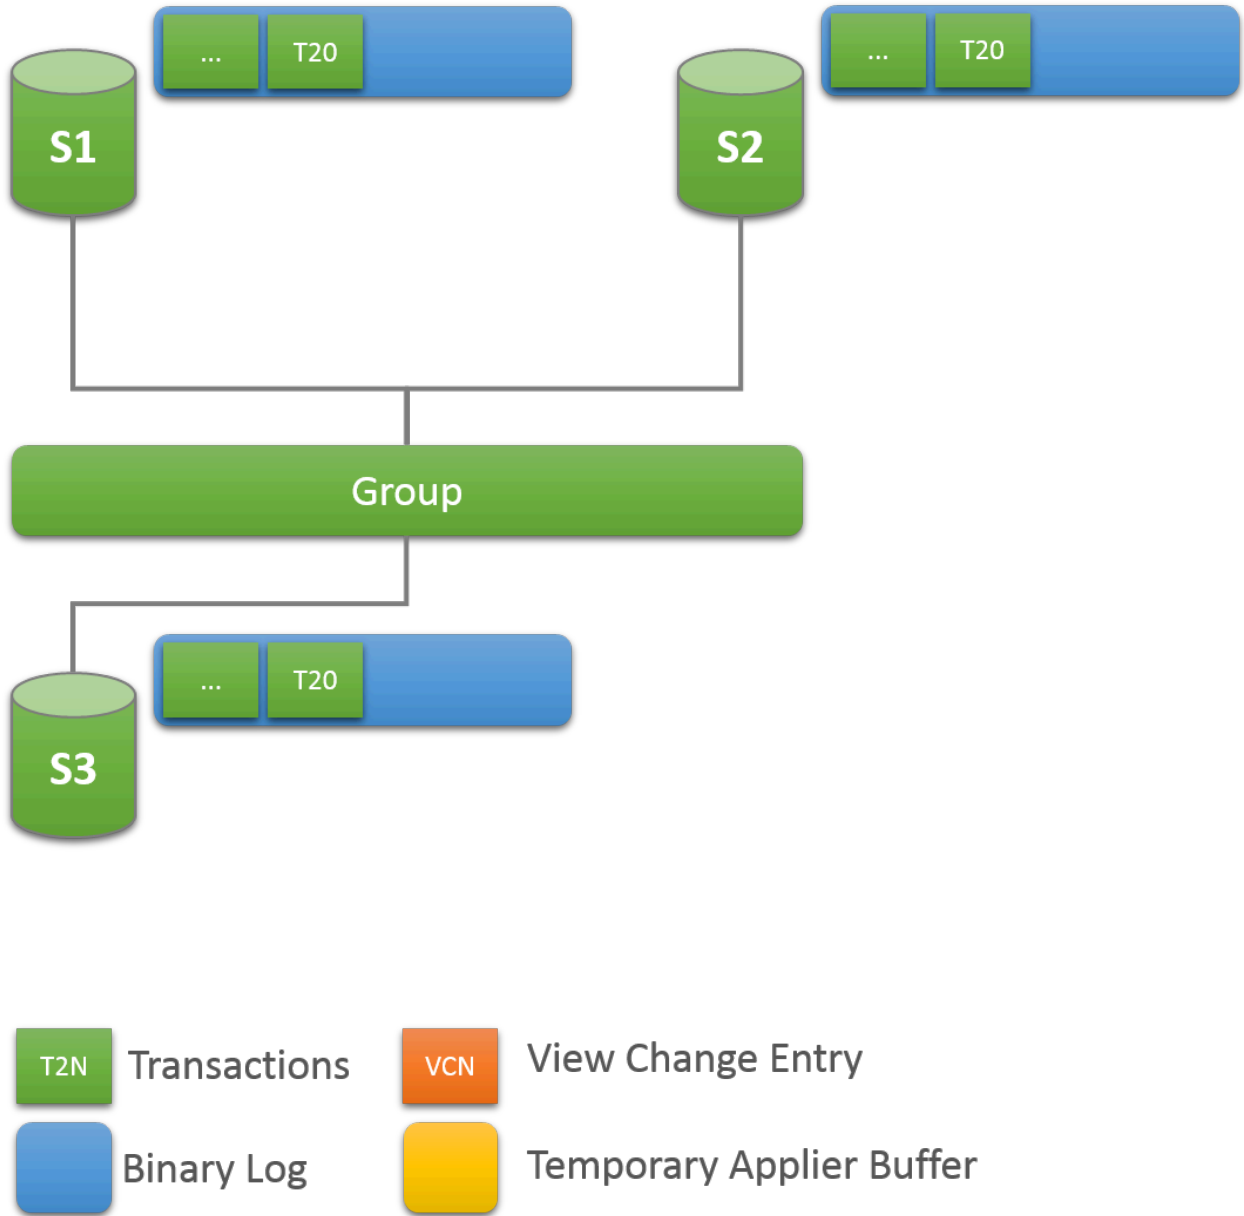 ... T20
S1
... T20
S2
Group
... T20
S3
T2N Transactions
VCN View Change Entry
Binary Log
Temporary Applier Buffer